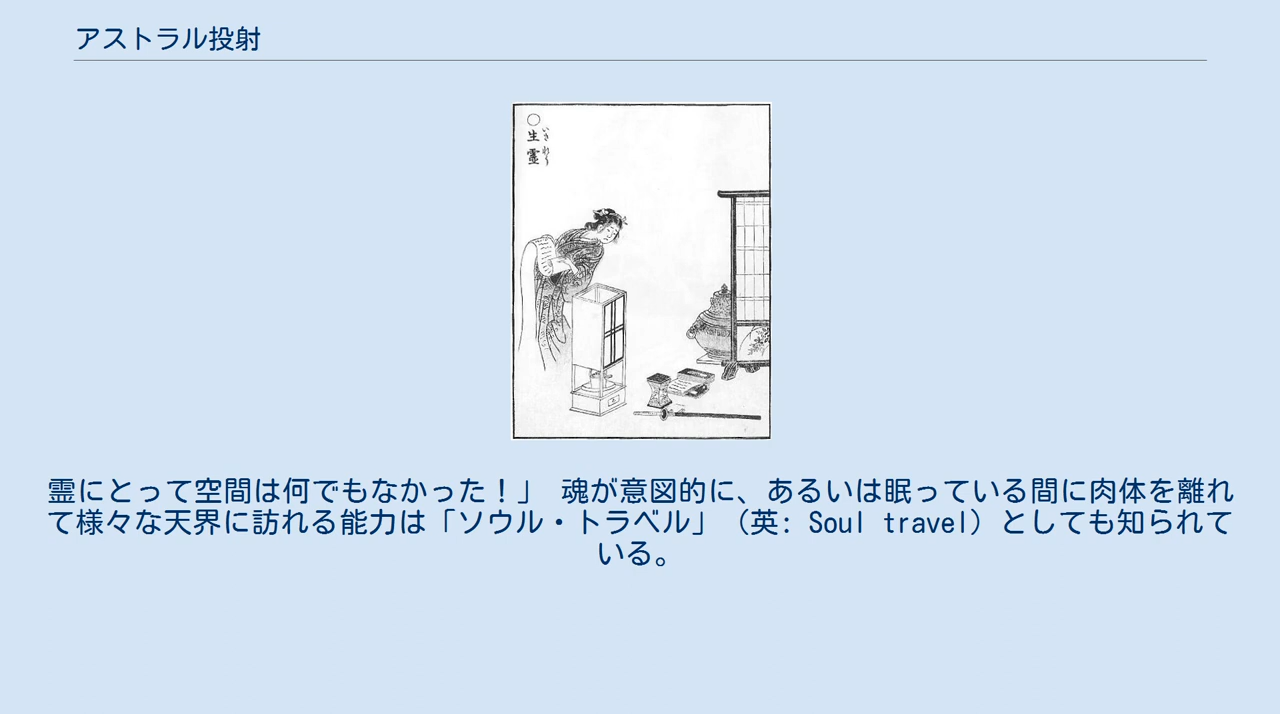 アストラル投射
生霊
いきれう
霊にとって空間は何でもなかった！」 魂が意図的に、あるいは眠っている間に肉体を離れ
て様々な天界に訪れる能力は「ソウル・トラベル」（英: Soul travel）としても知られて
いる。